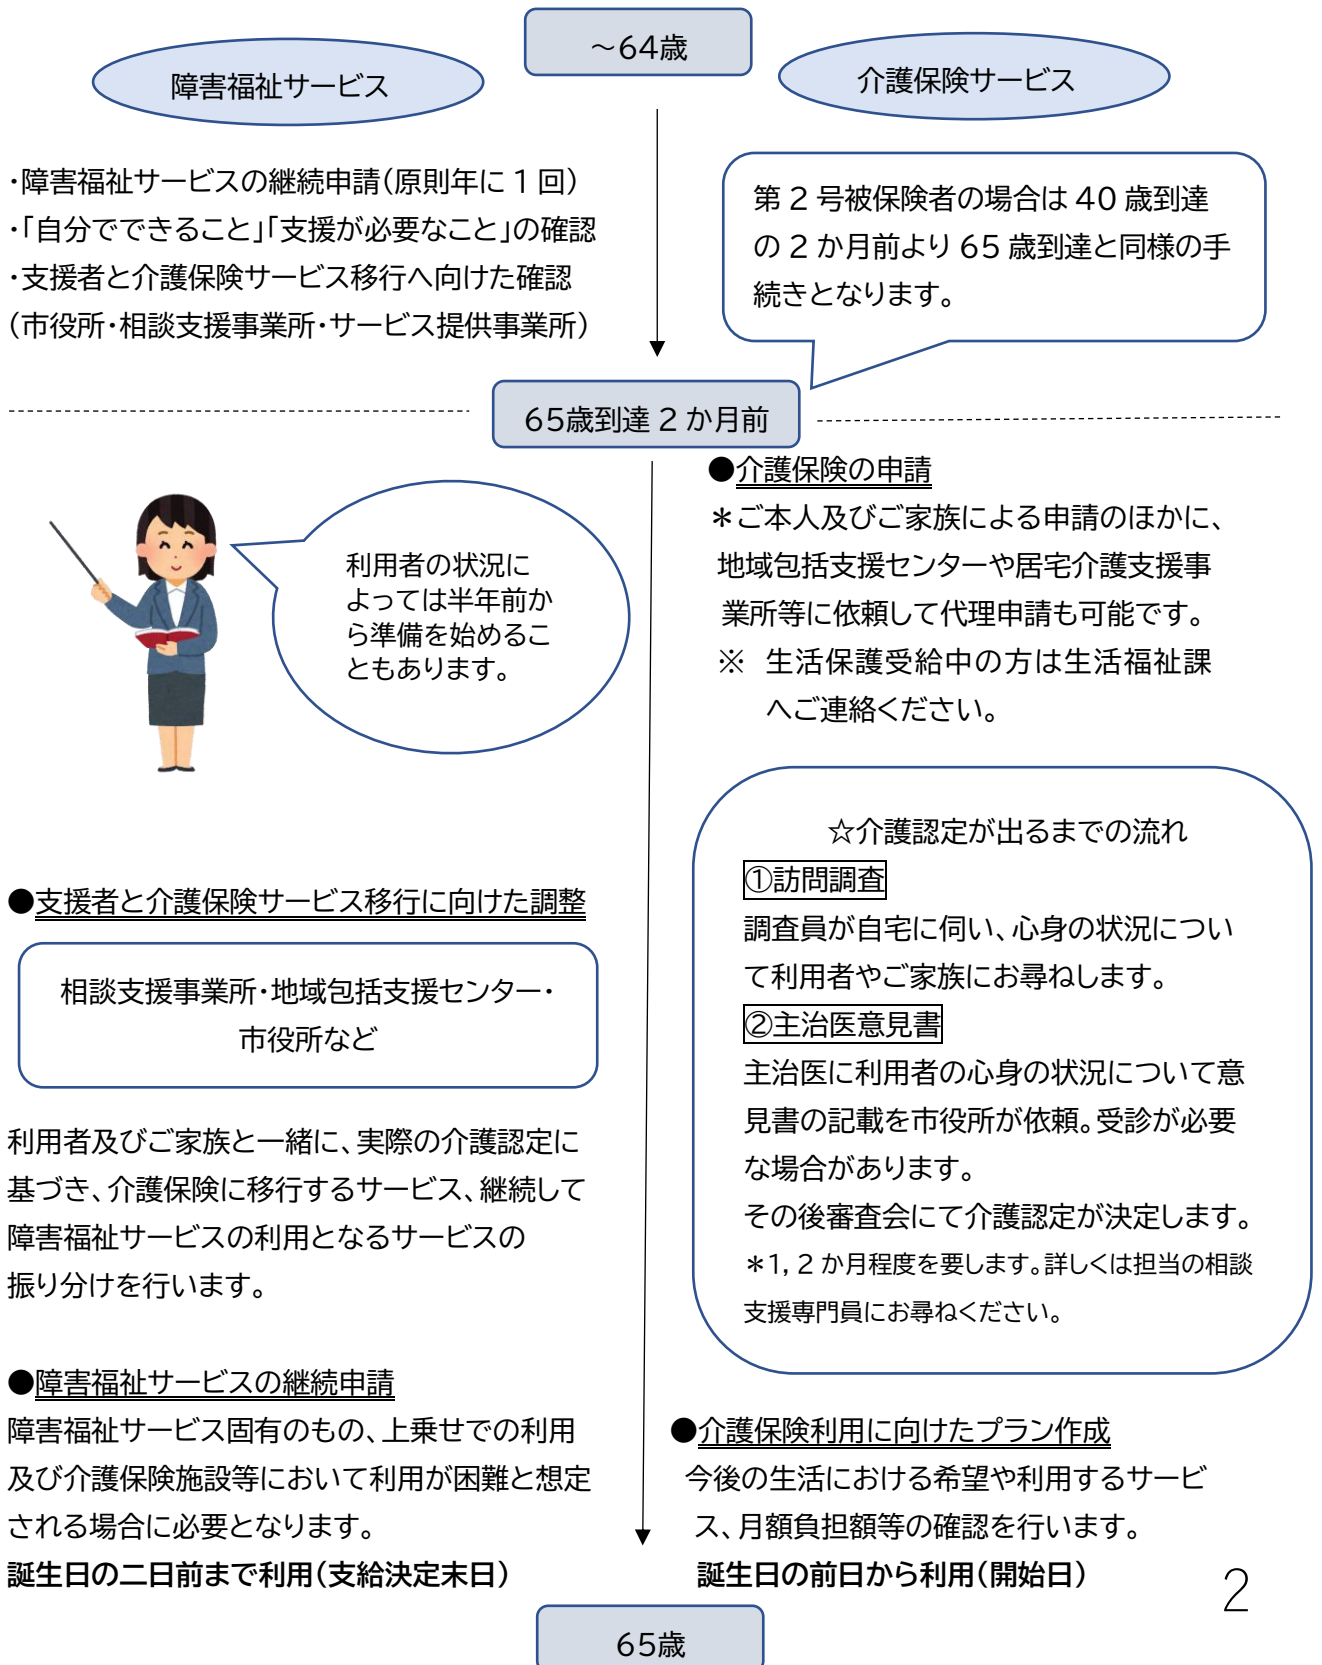 ~64歳
障害福祉サービス
介護保険サービス
・障害福祉サービスの継続申請(原則年に1回)
・「自分でできること」「支援が必要なこと」の確認
・支援者と介護保険サービス移行へ向けた確認
(市役所・相談支援事業所・サービス提供事業所)
第2号被保険者の場合は40歳到達
の2か月前より65歳到達と同様の手
続きとなります。
65歳到達2か月前
利用者の状況に
よっては半年前か
ら準備を始めるこ
ともあります。
●支援者と介護保険サービス移行に向けた調整
相談支援事業所・地域包括支援センター・
市役所など
利用者及びご家族と一緒に、実際の介護認定に
基づき、介護保険に移行するサービス、継続して
障害福祉サービスの利用となるサービスの
振り分けを行います。
●障害福祉サービスの継続申請
障害福祉サービス固有のもの、上乗せでの利用
及び介護保険施設等において利用が困難と想定
される場合に必要となります。
誕生日の二日前まで利用(支給決定末日)
●介護保険の申請
*ご本人及びご家族による申請のほかに、
地域包括支援センターや居宅介護支援事
業所等に依頼して代理申請も可能です。
※ 生活保護受給中の方は生活福祉課
へご連絡ください。
☆介護認定が出るまでの流れ
①訪問調査
調査員が自宅に伺い、心身の状況につい
て利用者やご家族にお尋ねします。
②主治医意見書
主治医に利用者の心身の状況について意
見書の記載を市役所が依頼。受診が必要
な場合があります。
その後審査会にて介護認定が決定します。
*1,2か月程度を要します。詳しくは担当の相談
支援専門員にお尋ねください。
●介護保険利用に向けたプラン作成
今後の生活における希望や利用するサービ
ス、月額負担額等の確認を行います。
誕生日の前日から利用(開始日)
65歳
2